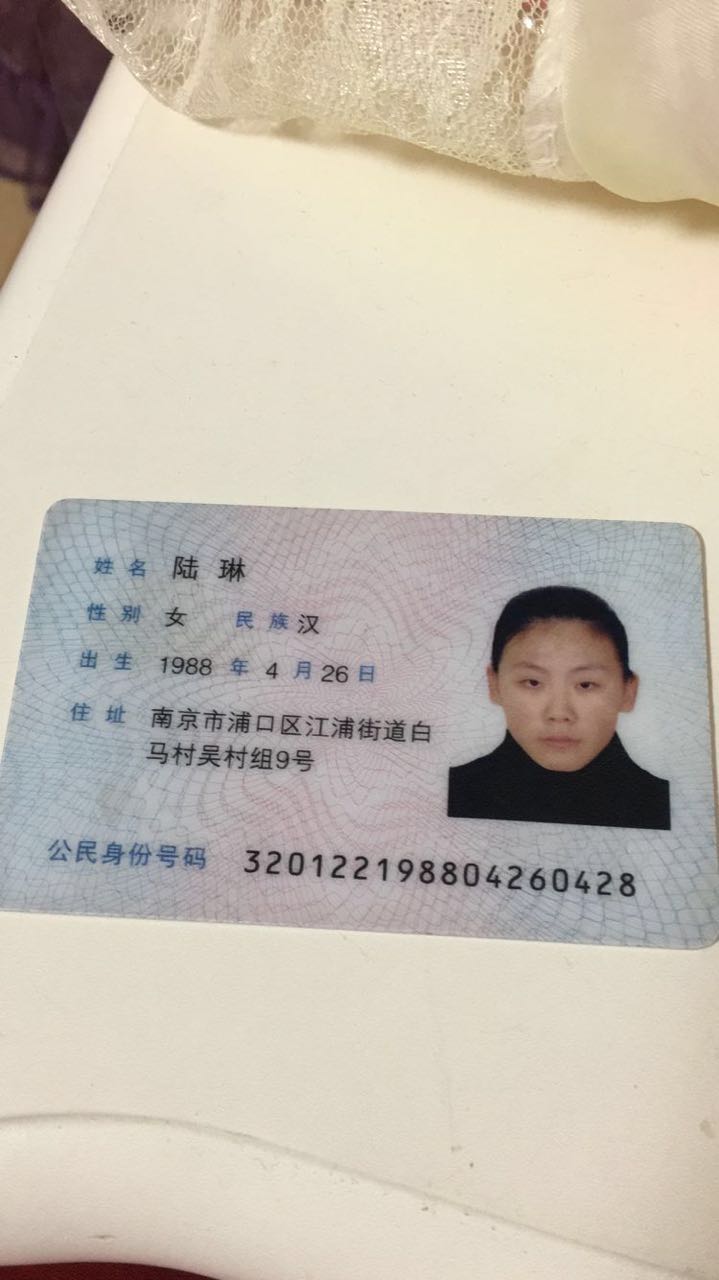 姓名 陆琳
性别 女 民族 汉
出生 1988 年 4 月 26 日
住址 南京市浦口区江浦街道白
马村吴村组9号
公民身份号码 320122198804260428